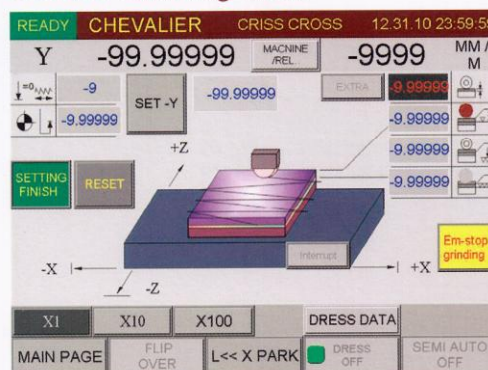 READY CHEVALIER CRISS CROSS 12.31.10 23:59:59
Y -99.99999 MACNINE /REL. -9999 MM / M
=0 -9 SET -Y -99.99999 EXTRA -9.99999
-9.99999 -9.99999
+Z -9.99999
SETTING FINISH RESET -9.99999
Interrupt Em-stop grinding
-X +X
-Z
X1 X10 X100 DRESS DATA
MAIN PAGE FLIP OVER L<< X PARK DRESS OFF SEMI AUTO OFF